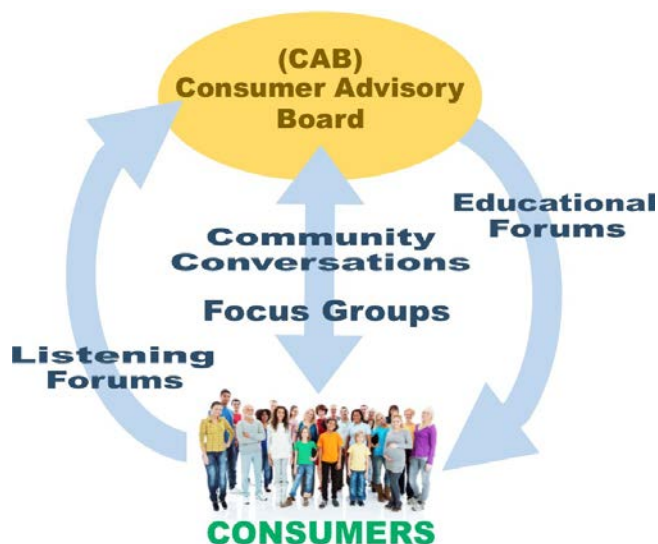 (CAB)
Consumer Advisory
Board
Educational
Forums
Community
Conversations
Focus Groups
Listening
Forums
CONSUMERS